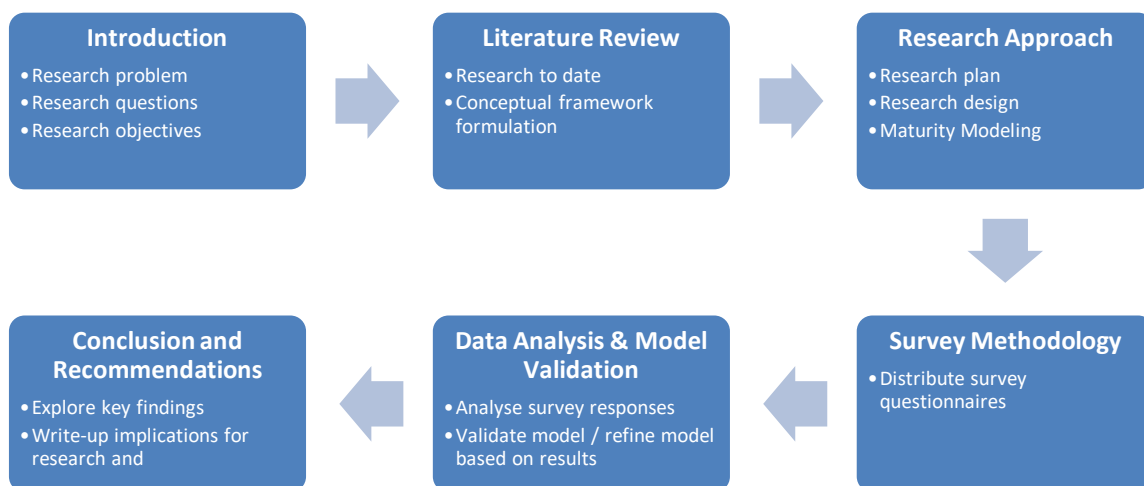 Introduction
• Research problem
• Research questions
• Research objectives
Literature Review
• Research to date
• Conceptual framework
formulation
Research Approach
• Research plan
• Research design
• Maturity Modeling
Survey Methodology
• Distribute survey
questionnaires
Data Analysis & Model
Validation
• Analyse survey responses
• Validate model / refine model
based on results
Conclusion and
Recommendations
• Explore key findings
• Write-up implications for
research and